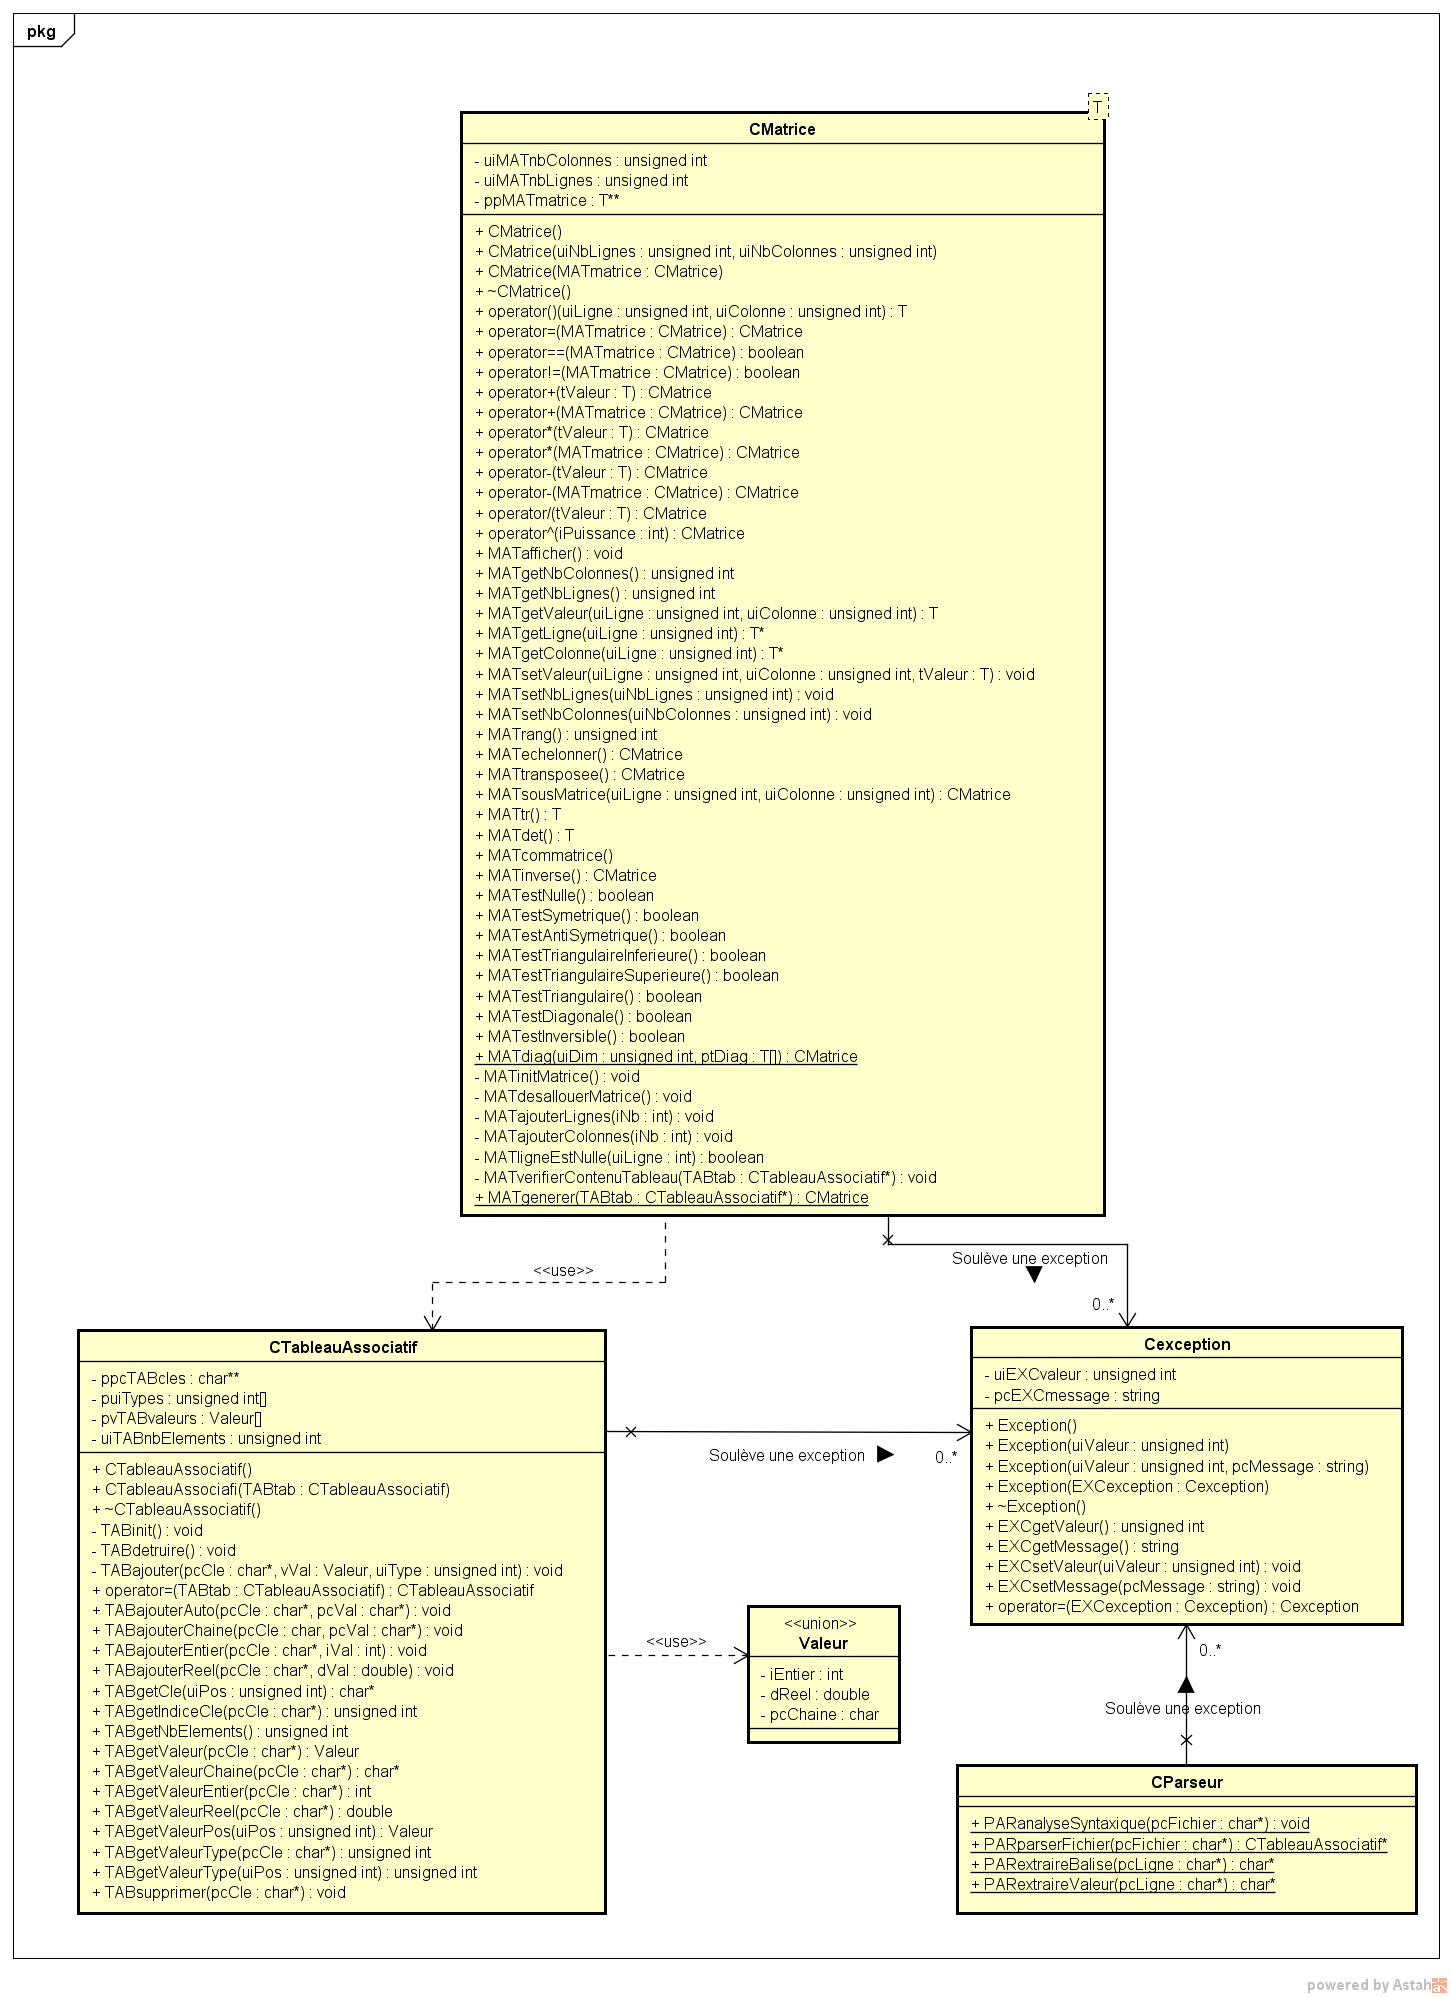 pkg
T
CMatrice
- uiMATnbColonnes : unsigned int
- uiMATnbLignes : unsigned int
- ppMATmatrice : T**
+ CMatrice()
+ CMatrice(uiNbLignes : unsigned int, uiNbColonnes : unsigned int)
+ CMatrice(MATmatrice : CMatrice)
+ ~CMatrice()
+ operator()(uiLigne : unsigned int, uiColonne : unsigned int) : T
+ operator=(MATmatrice : CMatrice) : CMatrice
+ operator==(MATmatrice : CMatrice) : boolean
+ operator!=(MATmatrice : CMatrice) : boolean
+ operator+(tValeur : T) : CMatrice
+ operator+(MATmatrice : CMatrice) : CMatrice
+ operator*(tValeur : T) : CMatrice
+ operator*(MATmatrice : CMatrice) : CMatrice
+ operator-(tValeur : T) : CMatrice
+ operator-(MATmatrice : CMatrice) : CMatrice
+ operator/(tValeur : T) : CMatrice
+ operator^(iPuissance : int) : CMatrice
+ MATafficher() : void
+ MATgetNbColonnes() : unsigned int
+ MATgetNbLignes() : unsigned int
+ MATgetValeur(uiLigne : unsigned int, uiColonne : unsigned int) : T
+ MATgetLigne(uiLigne : unsigned int) : T*
+ MATgetColonne(uiLigne : unsigned int) : T*
+ MATsetValeur(uiLigne : unsigned int, uiColonne : unsigned int, tValeur : T) : void
+ MATsetNbLignes(uiNbLignes : unsigned int) : void
+ MATsetNbColonnes(uiNbColonnes : unsigned int) : void
+ MATrang() : unsigned int
+ MATechelonner() : CMatrice
+ MATtransposee() : CMatrice
+ MATsousMatrice(uiLigne : unsigned int, uiColonne : unsigned int) : CMatrice
+ MATtr() : T
+ MATdet() : T
+ MATcommatrice()
+ MATinverse() : CMatrice
+ MATestNulle() : boolean
+ MATestSymetrique() : boolean
+ MATestAntiSymetrique() : boolean
+ MATestTriangulaireInferieure() : boolean
+ MATestTriangulaireSuperieure() : boolean
+ MATestTriangulaire() : boolean
+ MATestDiagonale() : boolean
+ MATestInversible() : boolean
+ MATdiag(uiDim : unsigned int, ptDiag : T[]) : CMatrice
- MATinitMatrice() : void
- MATdesallouerMatrice() : void
- MATajouterLignes(iNb : int) : void
- MATajouterColonnes(iNb : int) : void
- MATligneEstNulle(uiLigne : int) : boolean
- MATverifierContenuTableau(TABtab : CTableauAssociatif*) : void
+ MATgenerer(TABtab : CTableauAssociatif*) : CMatrice
<<use>>
Soulève une exception
0..*
CTableauAssociatif
- ppcTABcles : char**
- puiTypes : unsigned int[]
- pvTABvaleurs : Valeur[]
- uiTABnbElements : unsigned int
+ CTableauAssociatif()
+ CTableauAssociafi(TABtab : CTableauAssociatif)
+ ~CTableauAssociatif()
- TABinit() : void
- TABdetruire() : void
- TABajouter(pcCle : char*, vVal : Valeur, uiType : unsigned int) : void
+ operator=(TABtab : CTableauAssociatif) : CTableauAssociatif
+ TABajouterAuto(pcCle : char*, pcVal : char*) : void
+ TABajouterChaine(pcCle : char, pcVal : char*) : void
+ TABajouterEntier(pcCle : char*, iVal : int) : void
+ TABajouterReel(pcCle : char*, dVal : double) : void
+ TABgetCle(uiPos : unsigned int) : char*
+ TABgetIndiceCle(pcCle : char*) : unsigned int
+ TABgetNbElements() : unsigned int
+ TABgetValeur(pcCle : char*) : Valeur
+ TABgetValeurChaine(pcCle : char*) : char*
+ TABgetValeurEntier(pcCle : char*) : int
+ TABgetValeurReel(pcCle : char*) : double
+ TABgetValeurPos(uiPos : unsigned int) : Valeur
+ TABgetValeurType(pcCle : char*) : unsigned int
+ TABgetValeurType(uiPos : unsigned int) : unsigned int
+ TABsupprimer(pcCle : char*) : void
Soulève une exception
0..*
Cexception
- uiEXCvaleur : unsigned int
- pcEXCmessage : string
+ Exception()
+ Exception(uiValeur : unsigned int)
+ Exception(uiValeur : unsigned int, pcMessage : string)
+ Exception(EXCexception : Cexception)
+ ~Exception()
+ EXCgetValeur() : unsigned int
+ EXCgetMessage() : string
+ EXCsetValeur(uiValeur : unsigned int) : void
+ EXCsetMessage(pcMessage : string) : void
+ operator=(EXCexception : Cexception) : Cexception
<<use>>
<<union>>
Valeur
- iEntier : int
- dReel : double
- pcChaine : char
0..*
Soulève une exception
CParseur
+ PARanalyseSyntaxique(pcFichier : char*) : void
+ PARparserFichier(pcFichier : char*) : CTableauAssociatif*
+ PARextraireBalise(pcLigne : char*) : char*
+ PARextraireValeur(pcLigne : char*) : char*
powered by Astah